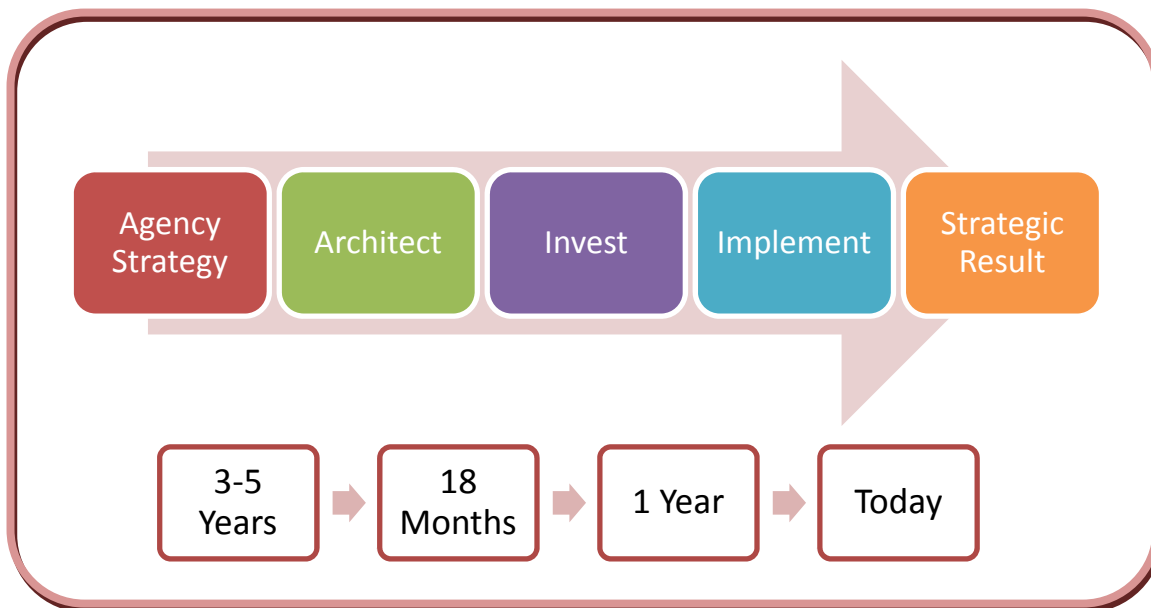 Agency
Strategy
Architect
Invest
Implement
Strategic
Result
3-5
Years
18
Months
1 Year
Today